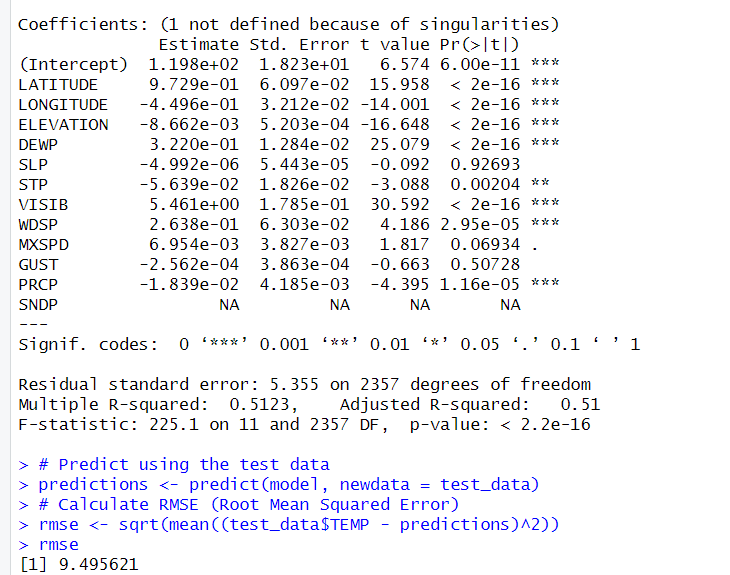 Coefficients: (1 not defined because of singularities)
              Estimate Std. Error t value Pr(>|t|)
(Intercept)  1.198e+02  1.823e+01   6.574 6.00e-11 ***
LATITUDE     9.729e-01  6.097e-02  15.958  < 2e-16 ***
LONGITUDE   -4.496e-01  3.212e-02 -14.001  < 2e-16 ***
ELEVATION   -8.662e-03  5.203e-04 -16.648  < 2e-16 ***
DEWP         3.220e-01  1.284e-02  25.079  < 2e-16 ***
SLP         -4.992e-06  5.443e-05  -0.092  0.92693
STP         -5.639e-02  1.826e-02  -3.088  0.00204 **
VISIB        5.461e+00  1.785e-01  30.592  < 2e-16 ***
WDSP         2.638e-01  6.303e-02   4.186 2.95e-05 ***
MXSPD        6.954e-03  3.827e-03   1.817  0.06934 .
GUST        -2.562e-04  3.863e-04  -0.663  0.50728
PRCP        -1.839e-02  4.185e-03  -4.395 1.16e-05 ***
SNDP                NA         NA      NA       NA
---
Signif. codes:  0 ‘***’ 0.001 ‘**’ 0.01 ‘*’ 0.05 ‘.’ 0.1 ‘ ’ 1
Residual standard error: 5.355 on 2357 degrees of freedom
Multiple R-squared:  0.5123,    Adjusted R-squared:   0.51
F-statistic: 225.1 on 11 and 2357 DF,  p-value: < 2.2e-16
> # Predict using the test data
> predictions <- predict(model, newdata = test_data)
> # Calculate RMSE (Root Mean Squared Error)
> rmse <- sqrt(mean((test_data$TEMP - predictions)^2))
> rmse
[1] 9.495621